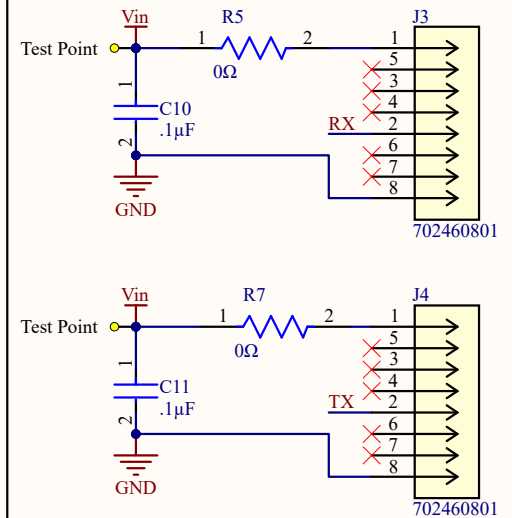 Vin R5 J3
Test Point 1 2 1
5
0Ω 3
1 4
C10 RX 2
.1µF
2 6
7
8
GND
702460801
Vin R7 J4
Test Point 1 2 1
5
0Ω 3
1 4
C11 TX 2
.1µF
2 6
7
8
GND
702460801